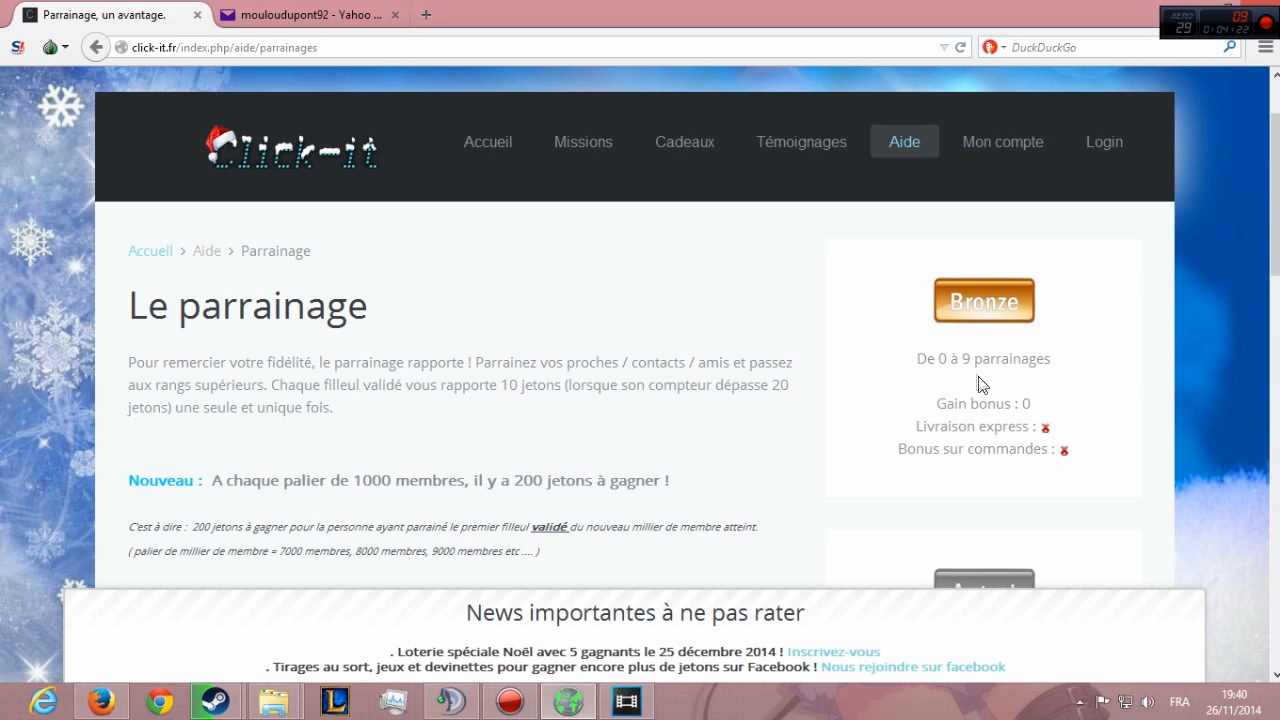 Parrainage, un avantage.
mouloudupont92 - Yahoo ...
AERO
29
09
0:04:22
click-it.fr/index.php/aide/parrainages
DuckDuckGo
Click-it
Accueil Missions Cadeaux Témoignages Aide Mon compte Login
Accueil > Aide > Parrainage
Le parrainage
Pour remercier votre fidélité, le parrainage rapporte ! Parrainez vos proches / contacts / amis et passez
aux rangs supérieurs. Chaque filleul validé vous rapporte 10 jetons (lorsque son compteur dépasse 20
jetons) une seule et unique fois.
Nouveau : A chaque palier de 1000 membres, il y a 200 jetons à gagner !
C'est à dire : 200 jetons à gagner pour la personne ayant parrainé le premier filleul validé du nouveau millier de membre atteint.
( palier de millier de membre = 7000 membres, 8000 membres, 9000 membres etc .... )
Bronze
De 0 à 9 parrainages
Gain bonus : 0
Livraison express :
Bonus sur commandes :
News importantes à ne pas rater
. Loterie spéciale Noël avec 5 gagnants le 25 décembre 2014 ! Inscrivez-vous
. Tirages au sort, jeux et devinettes pour gagner encore plus de jetons sur Facebook ! Nous rejoindre sur facebook
FRA
19:40
26/11/2014